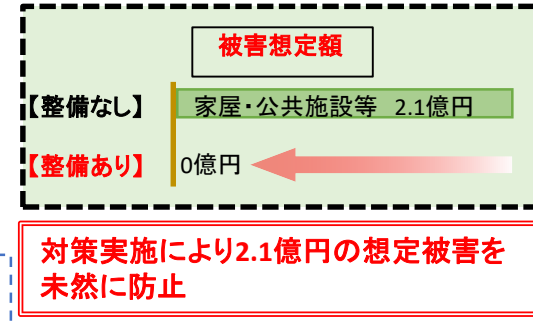 被害想定額
【整備なし】 家屋・公共施設等 2.1億円
【整備あり】 0億円
対策実施により2.1億円の想定被害を
未然に防止